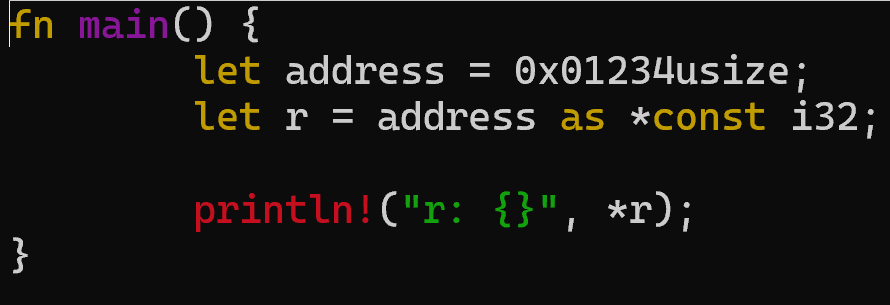 fn main() {
        let address = 0x01234usize;
        let r = address as *const i32;

        println!("r: {}", *r);
}